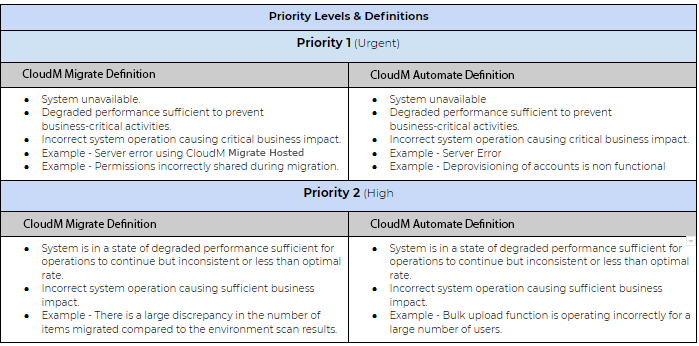 Priority Levels & Definitions
Priority 1 (Urgent)
CloudM Migrate Definition
● System unavailable.
● Degraded performance sufficient to prevent
business-critical activities.
● Incorrect system operation causing critical business impact.
● Example - Server error using CloudM Migrate Hosted
● Example - Permissions incorrectly shared during migration.
CloudM Automate Definition
● System unavailable
● Degraded performance sufficient to prevent
business-critical activities.
● Incorrect system operation causing critical business impact.
● Example - Server Error
● Example - Deprovisioning of accounts is non functional
Priority 2 (High
CloudM Migrate Definition
● System is in a state of degraded performance sufficient for
operations to continue but inconsistent or less than optimal
rate.
● Incorrect system operation causing sufficient business
impact.
● Example - There is a large discrepancy in the number of
items migrated compared to the environment scan results.
CloudM Automate Definition
● System is in a state of degraded performance sufficient for
operations to continue but inconsistent or less than optimal
rate.
● Incorrect system operation causing sufficient business
impact.
● Example - Bulk upload function is operating incorrectly for a
large number of users.